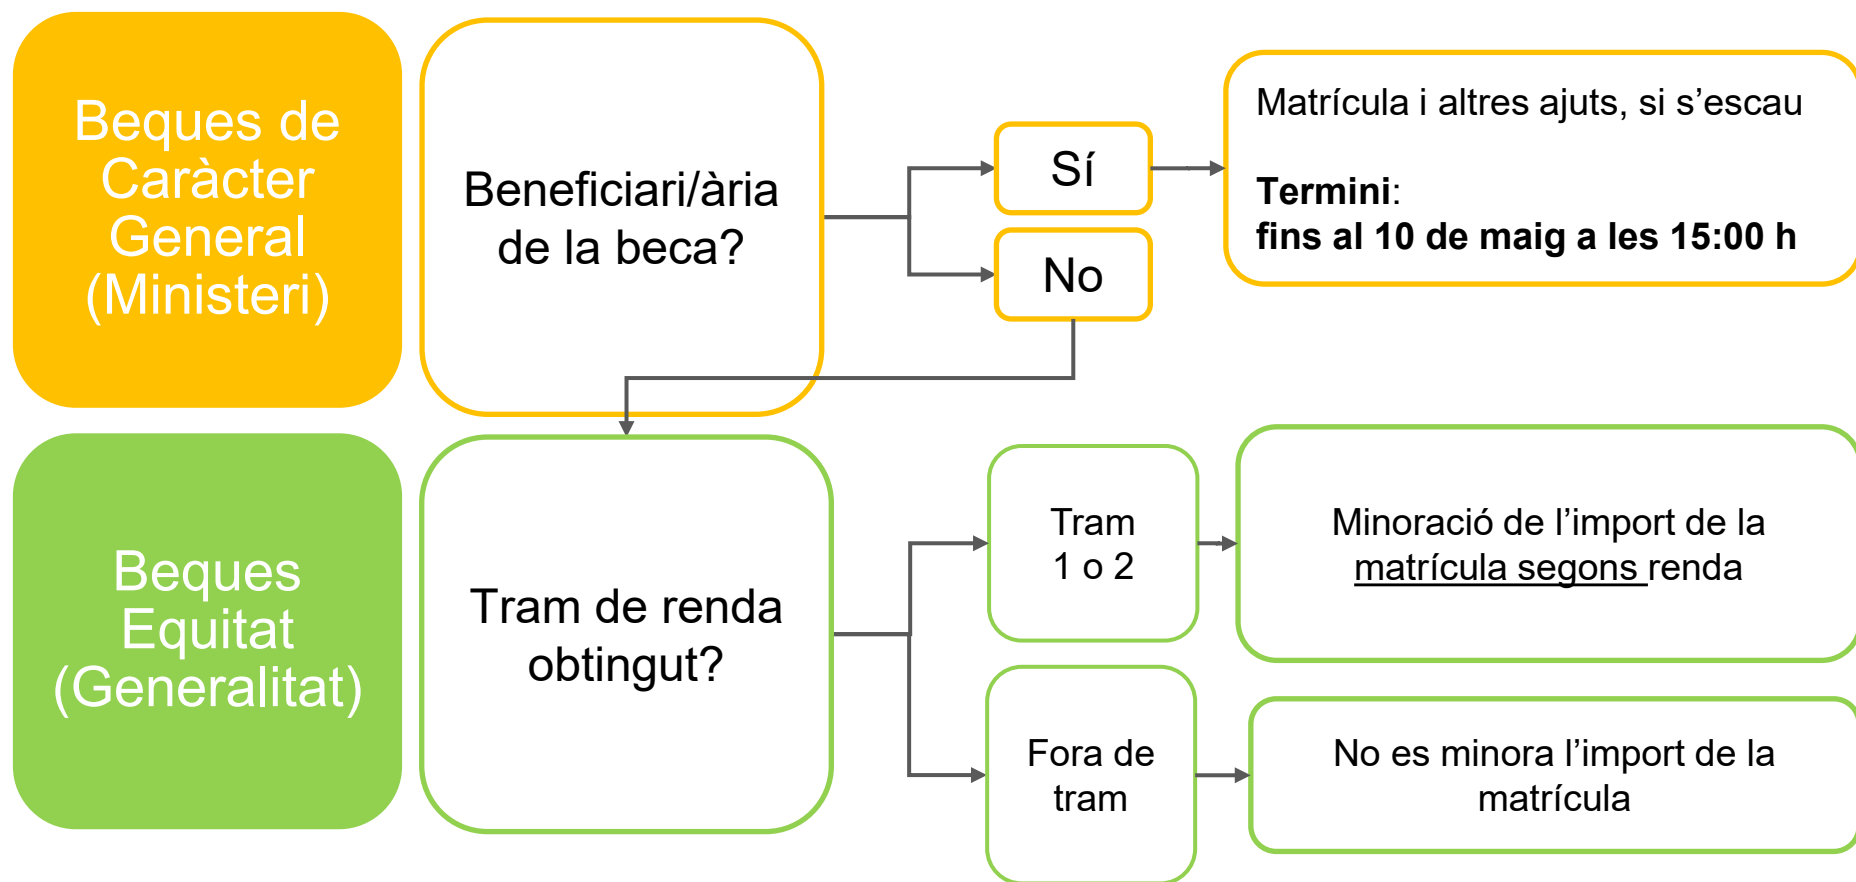 Beques de
Caràcter
General
(Ministeri)
Beneficiari/ària
de la beca?
Sí
No
Matrícula i altres ajuts, si s’escau
Termini:
fins al 10 de maig a les 15:00 h
Beques
Equitat
(Generalitat)
Tram de renda
obtingut?
Tram
1 o 2
Minoració de l’import de la
matrícula segons renda
Fora de
tram
No es minora l’import de la
matrícula